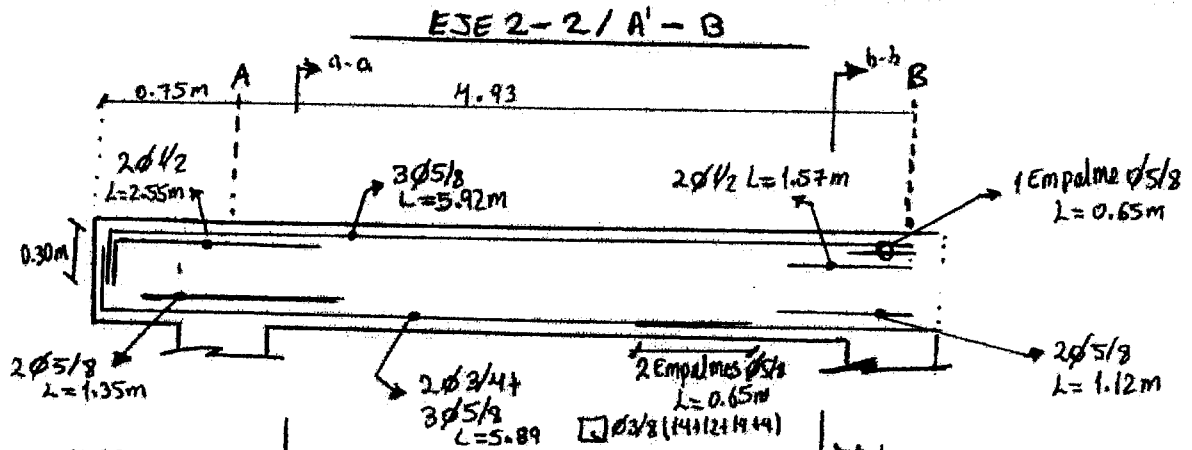 EJE 2-2 / A' - B
a-a
A
b-b
B
0.75m
4.93
2Ø1/2
L=2.55m
3Ø5/8
L=5.92m
2Ø1/2 L=1.57m
1 Empalme Ø5/8
L=0.65m
0.30m
2Ø5/8
L=1.35m
2Ø3/4+
3Ø5/8
L=5.89
2 Empalmes Ø5/8
L=0.65m
Ø3/8
2Ø5/8
L=1.12m